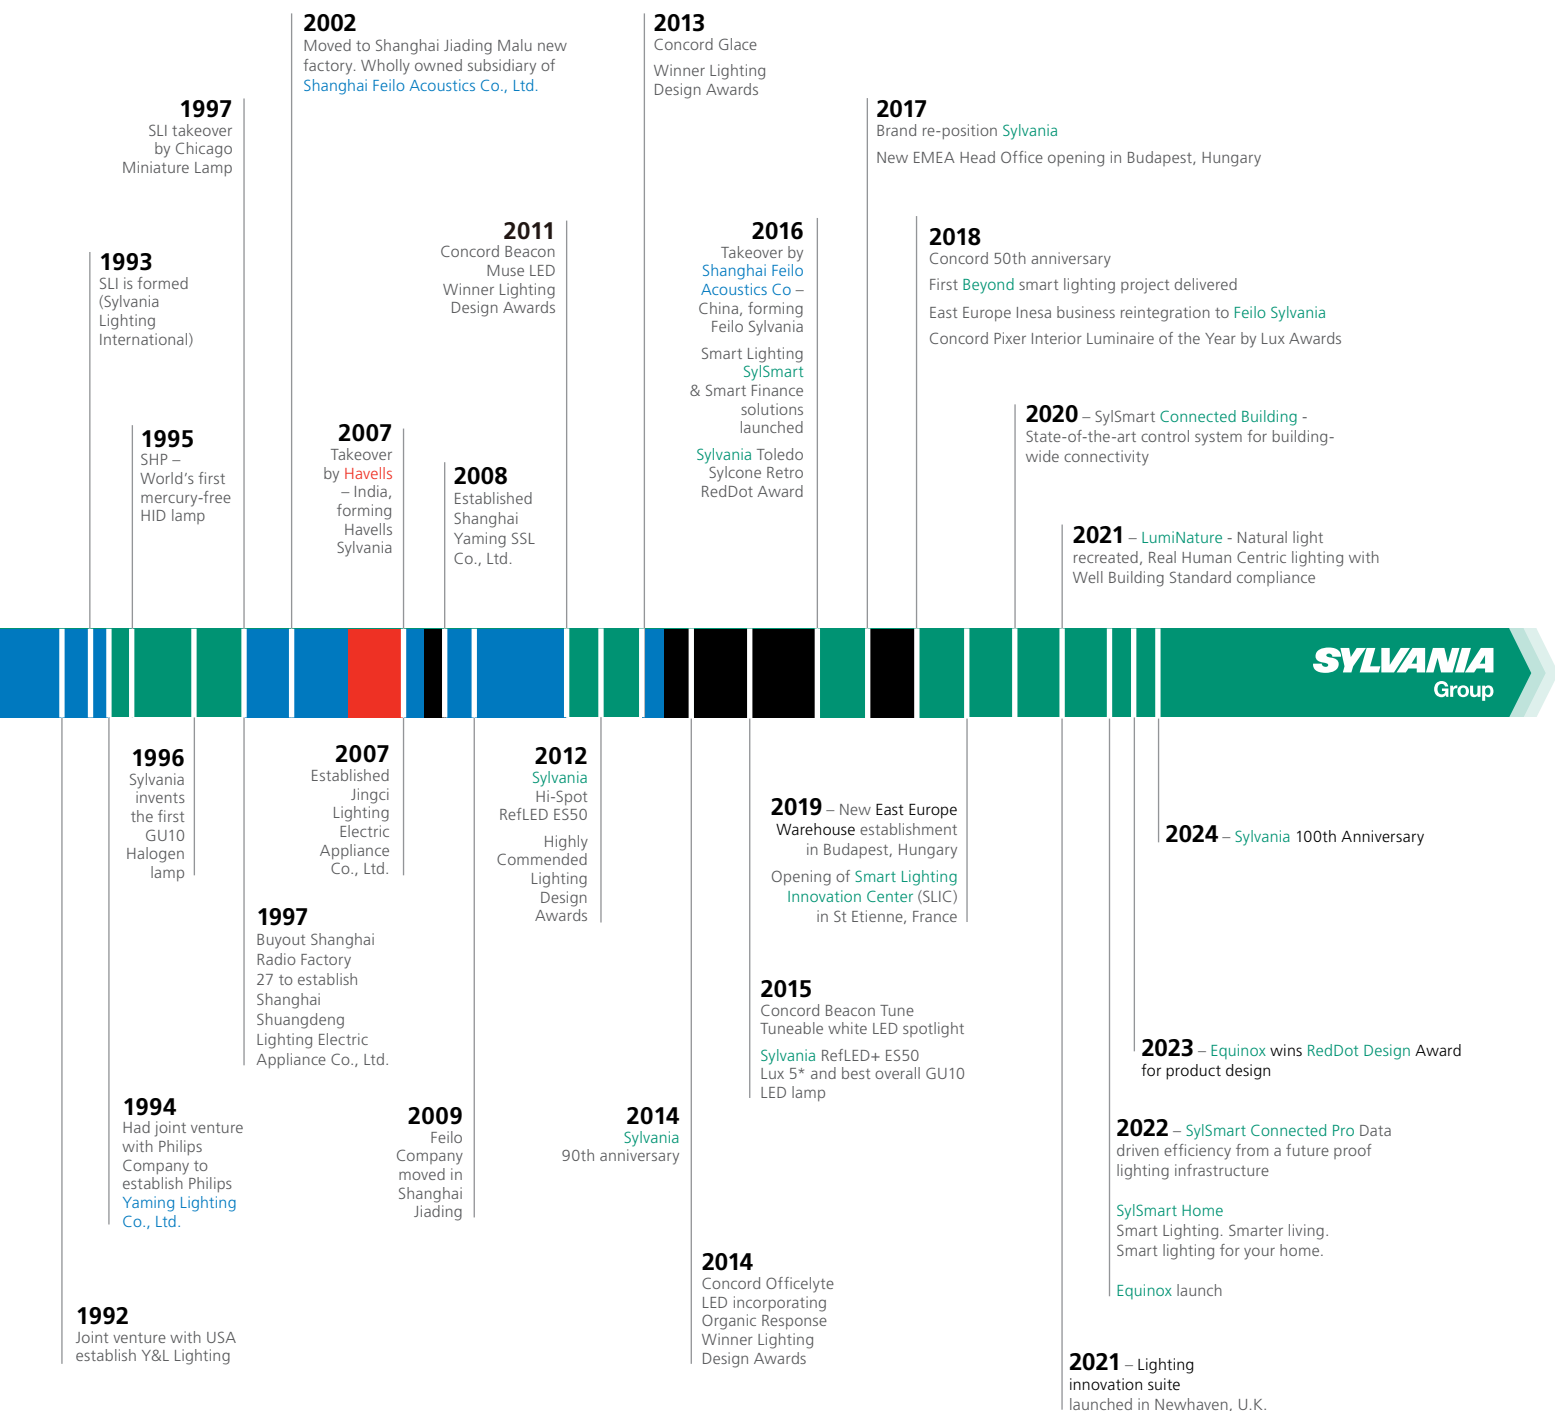 2002
Moved to Shanghai Jiading Malu new
factory. Wholly owned subsidiary of
Shanghai Feilo Acoustics Co., Ltd.
2013
Concord Glace
Winner Lighting
Design Awards
1997
SLI takeover
by Chicago
Miniature Lamp
2017
Brand re-position Sylvania
New EMEA Head Office opening in Budapest, Hungary
1993
SLI is formed
(Sylvania
Lighting
International)
2011
Concord Beacon
Muse LED
Winner Lighting
Design Awards
2016
Takeover by
Shanghai Feilo
Acoustics Co –
China, forming
Feilo Sylvania
Smart Lighting
SylSmart
& Smart Finance
solutions
launched
Sylvania Toledo
Sylcone Retro
RedDot Award
2018
Concord 50th anniversary
First Beyond smart lighting project delivered
East Europe Inesa business reintegration to Feilo Sylvania
Concord Pixer Interior Luminaire of the Year by Lux Awards
1995
SHP –
World's first
mercury-free
HID lamp
2007
Takeover
by Havells
– India,
forming
Havells
Sylvania
2008
Established
Shanghai
Yaming SSL
Co., Ltd.
2020 – SylSmart Connected Building -
State-of-the-art control system for building-
wide connectivity
2021 – LumiNature - Natural light
recreated, Real Human Centric lighting with
Well Building Standard compliance
SYLVANIA
Group
1996
Sylvania
invents
the first
GU10
Halogen
lamp
2007
Established
Jingci
Lighting
Electric
Appliance
Co., Ltd.
2012
Sylvania
Hi-Spot
RefLED ES50
Highly
Commended
Lighting
Design
Awards
2019 – New East Europe
Warehouse establishment
in Budapest, Hungary
Opening of Smart Lighting
Innovation Center (SLIC)
in St Etienne, France
2024 – Sylvania 100th Anniversary
1997
Buyout Shanghai
Radio Factory
27 to establish
Shanghai
Shuangdeng
Lighting Electric
Appliance Co., Ltd.
2015
Concord Beacon Tune
Tuneable white LED spotlight
Sylvania RefLED+ ES50
Lux 5* and best overall GU10
LED lamp
2023 – Equinox wins RedDot Design Award
for product design
1994
Had joint venture
with Philips
Company to
establish Philips
Yaming Lighting
Co., Ltd.
2009
Feilo
Company
moved in
Shanghai
Jiading
2014
Sylvania
90th anniversary
2022 – SylSmart Connected Pro Data
driven efficiency from a future proof
lighting infrastructure
SylSmart Home
Smart Lighting. Smarter living.
Smart lighting for your home.
Equinox launch
2014
Concord Officelyte
LED incorporating
Organic Response
Winner Lighting
Design Awards
1992
Joint venture with USA
establish Y&L Lighting
2021 – Lighting
innovation suite
launched in Newhaven, U.K.